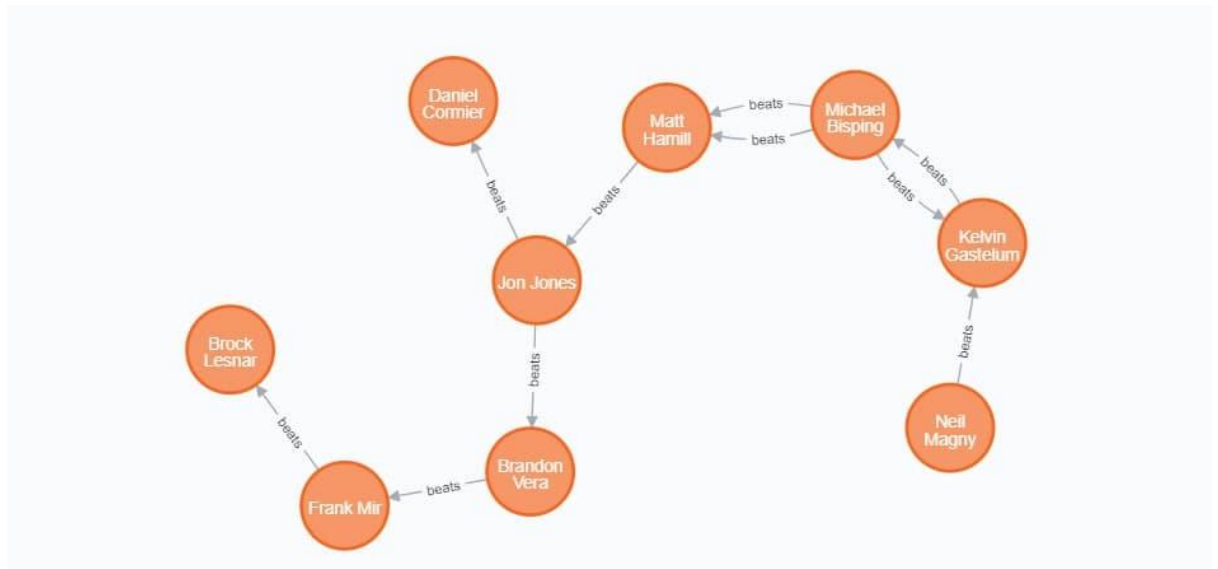 Daniel
Cormier
Matt
Hamill
beats
Michael
Bisping
beats
beats
beats
beats
beats
Kelvin
Gastelum
Jon Jones
Brock
Lesnar
beats
beats
beats
Neil
Magny
Brandon
Vera
beats
Frank Mir